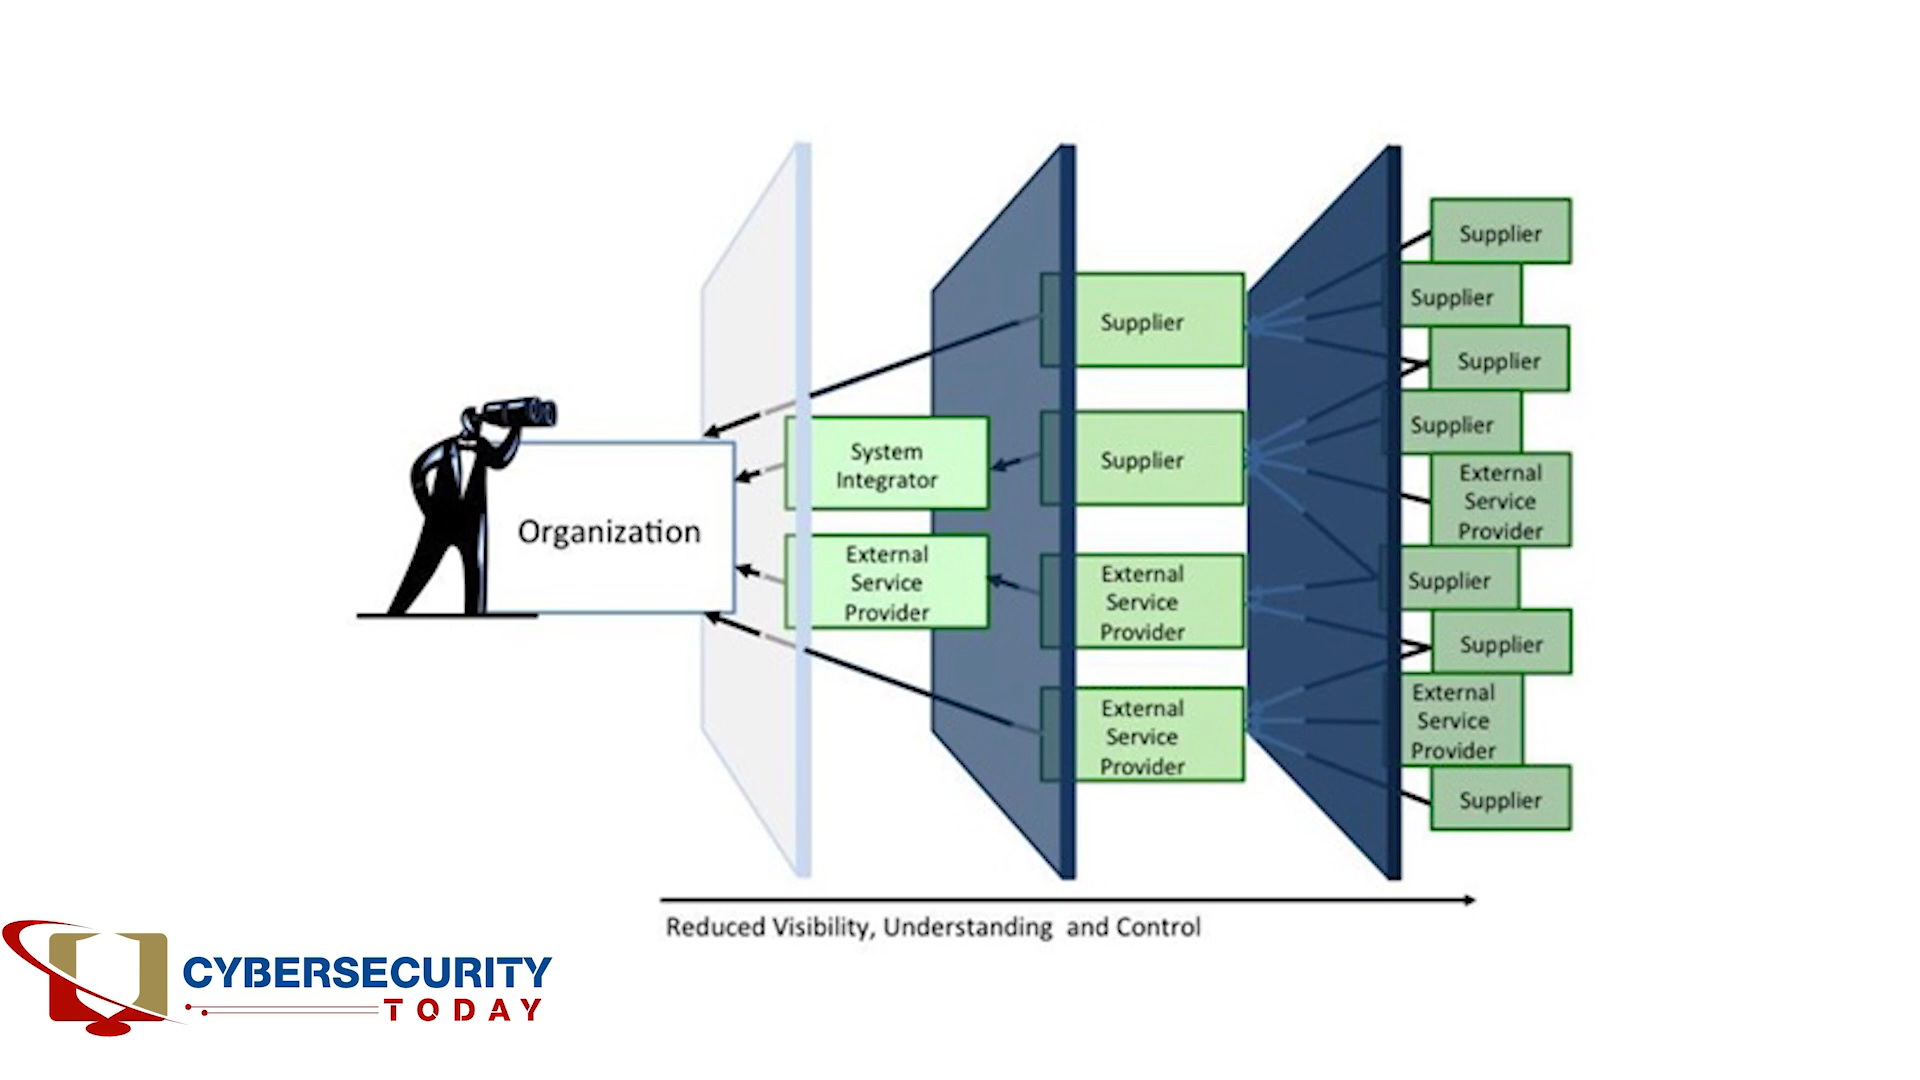 Organization
System
Integrator
External
Service
Provider
Supplier
Supplier
External
Service
Provider
External
Service
Provider
Supplier
Supplier
Supplier
Supplier
External
Service
Provider
Supplier
Supplier
External
Service
Provider
Supplier
Reduced Visibility, Understanding and Control
CYBERSECURITY
TODAY